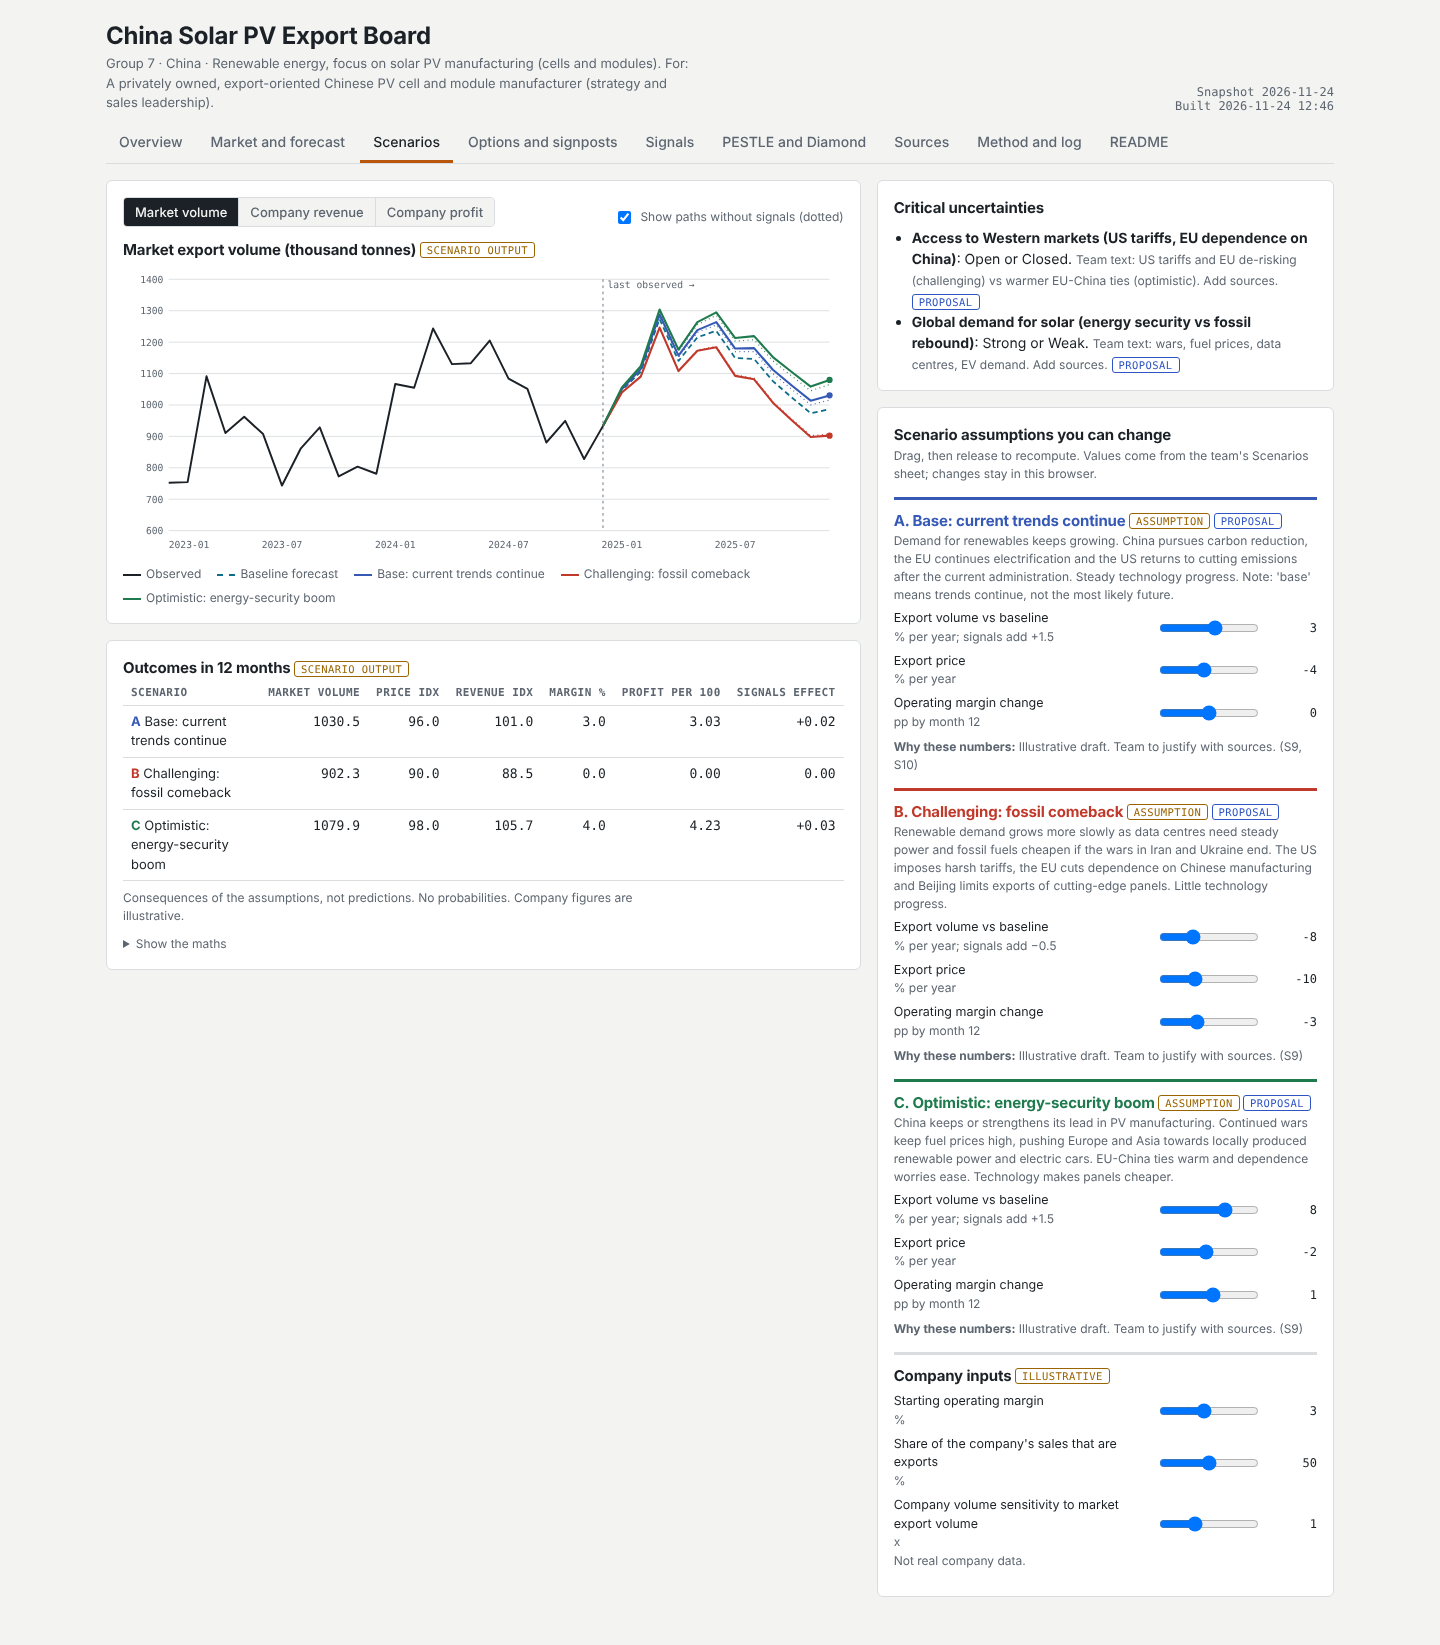 China Solar PV Export Board
Group 7 · China · Renewable energy, focus on solar PV manufacturing (cells and modules). For:
A privately owned, export-oriented Chinese PV cell and module manufacturer (strategy and
sales leadership).
Snapshot 2026-11-24
Built 2026-11-24 12:46
Overview Market and forecast Scenarios Options and signposts Signals PESTLE and Diamond Sources Method and log README
Market volume Company revenue Company profit
Show paths without signals (dotted)
Market export volume (thousand tonnes) SCENARIO OUTPUT
1400
last observed →
1300
1200
1100
1000
900
800
700
600
2023-01 2023-07 2024-01 2024-07 2025-01 2025-07
Observed Baseline forecast Base: current trends continue Challenging: fossil comeback
Optimistic: energy-security boom
Outcomes in 12 months SCENARIO OUTPUT
SCENARIO MARKET VOLUME PRICE IDX REVENUE IDX MARGIN % PROFIT PER 100 SIGNALS EFFECT
A Base: current 1030.5 96.0 101.0 3.0 3.03 +0.02
trends continue
B Challenging: 902.3 90.0 88.5 0.0 0.00 0.00
fossil comeback
C Optimistic: 1079.9 98.0 105.7 4.0 4.23 +0.03
energy-security
boom
Consequences of the assumptions, not predictions. No probabilities. Company figures are
illustrative.
Show the maths
Critical uncertainties
Access to Western markets (US tariffs, EU dependence on
China): Open or Closed. Team text: US tariffs and EU de-risking
(challenging) vs warmer EU-China ties (optimistic). Add sources.
PROPOSAL
Global demand for solar (energy security vs fossil
rebound): Strong or Weak. Team text: wars, fuel prices, data
centres, EV demand. Add sources. PROPOSAL
Scenario assumptions you can change
Drag, then release to recompute. Values come from the team's Scenarios
sheet; changes stay in this browser.
A. Base: current trends continue ASSUMPTION PROPOSAL
Demand for renewables keeps growing. China pursues carbon reduction,
the EU continues electrification and the US returns to cutting emissions
after the current administration. Steady technology progress. Note: 'base'
means trends continue, not the most likely future.
Export volume vs baseline
% per year; signals add +1.5
3
Export price
% per year
-4
Operating margin change
pp by month 12
0
Why these numbers: Illustrative draft. Team to justify with sources. (S9,
S10)
B. Challenging: fossil comeback ASSUMPTION PROPOSAL
Renewable demand grows more slowly as data centres need steady
power and fossil fuels cheapen if the wars in Iran and Ukraine end. The US
imposes harsh tariffs, the EU cuts dependence on Chinese manufacturing
and Beijing limits exports of cutting-edge panels. Little technology
progress.
Export volume vs baseline
% per year; signals add −0.5
-8
Export price
% per year
-10
Operating margin change
pp by month 12
-3
Why these numbers: Illustrative draft. Team to justify with sources. (S9)
C. Optimistic: energy-security boom ASSUMPTION PROPOSAL
China keeps or strengthens its lead in PV manufacturing. Continued wars
keep fuel prices high, pushing Europe and Asia towards locally produced
renewable power and electric cars. EU-China ties warm and dependence
worries ease. Technology makes panels cheaper.
Export volume vs baseline
% per year; signals add +1.5
8
Export price
% per year
-2
Operating margin change
pp by month 12
1
Why these numbers: Illustrative draft. Team to justify with sources. (S9)
Company inputs ILLUSTRATIVE
Starting operating margin
%
3
Share of the company's sales that are
exports
%
50
Company volume sensitivity to market
export volume
x
1
Not real company data.